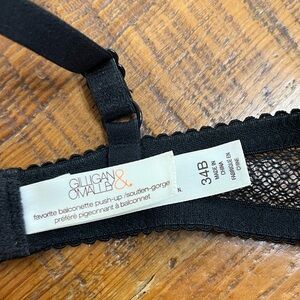 GILLIGAN &
O'MALLEY
favorite balconette push-up /soutien-gorge
préféré pigeonnant à balconnet
34B
MADE IN
CHINA
FABRIQUÉ EN
CHINE